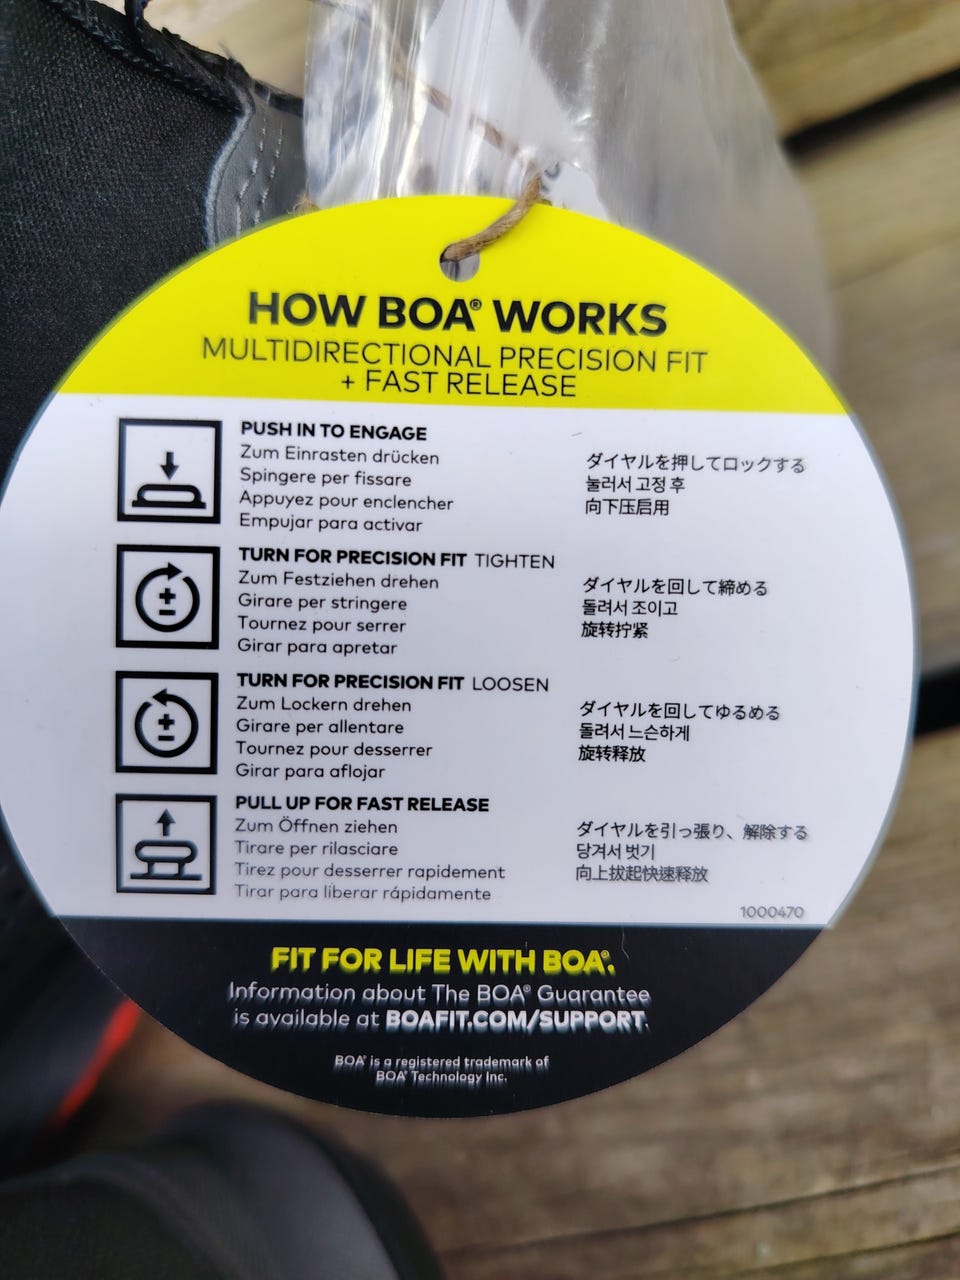 HOW BOA® WORKS
MULTIDIRECTIONAL PRECISION FIT
+ FAST RELEASE
PUSH IN TO ENGAGE
Zum Einrasten drücken
Spingere per fissare
Appuyez pour enclencher
Empujar para activar
ダイヤルを押してロックする
눌러서 고정 후
向下压启用
TURN FOR PRECISION FIT TIGHTEN
Zum Festziehen drehen
Girare per stringere
Tournez pour serrer
Girar para apretar
ダイヤルを回して締める
돌려서 조이고
旋转拧紧
TURN FOR PRECISION FIT LOOSEN
Zum Lockern drehen
Girare per allentare
Tournez pour desserrer
Girar para aflojar
ダイヤルを回してゆるめる
돌려서 느슨하게
旋转释放
PULL UP FOR FAST RELEASE
Zum Öffnen ziehen
Tirare per rilasciare
Tirez pour desserrer rapidement
Tirar para liberar rápidamente
ダイヤルを引っ張り、解除する
당겨서 벗기
向上拔起快速释放
1000470
FIT FOR LIFE WITH BOA®.
Information about The BOA® Guarantee
is available at BOAFIT.COM/SUPPORT.
BOA® is a registered trademark of
BOA® Technology Inc.